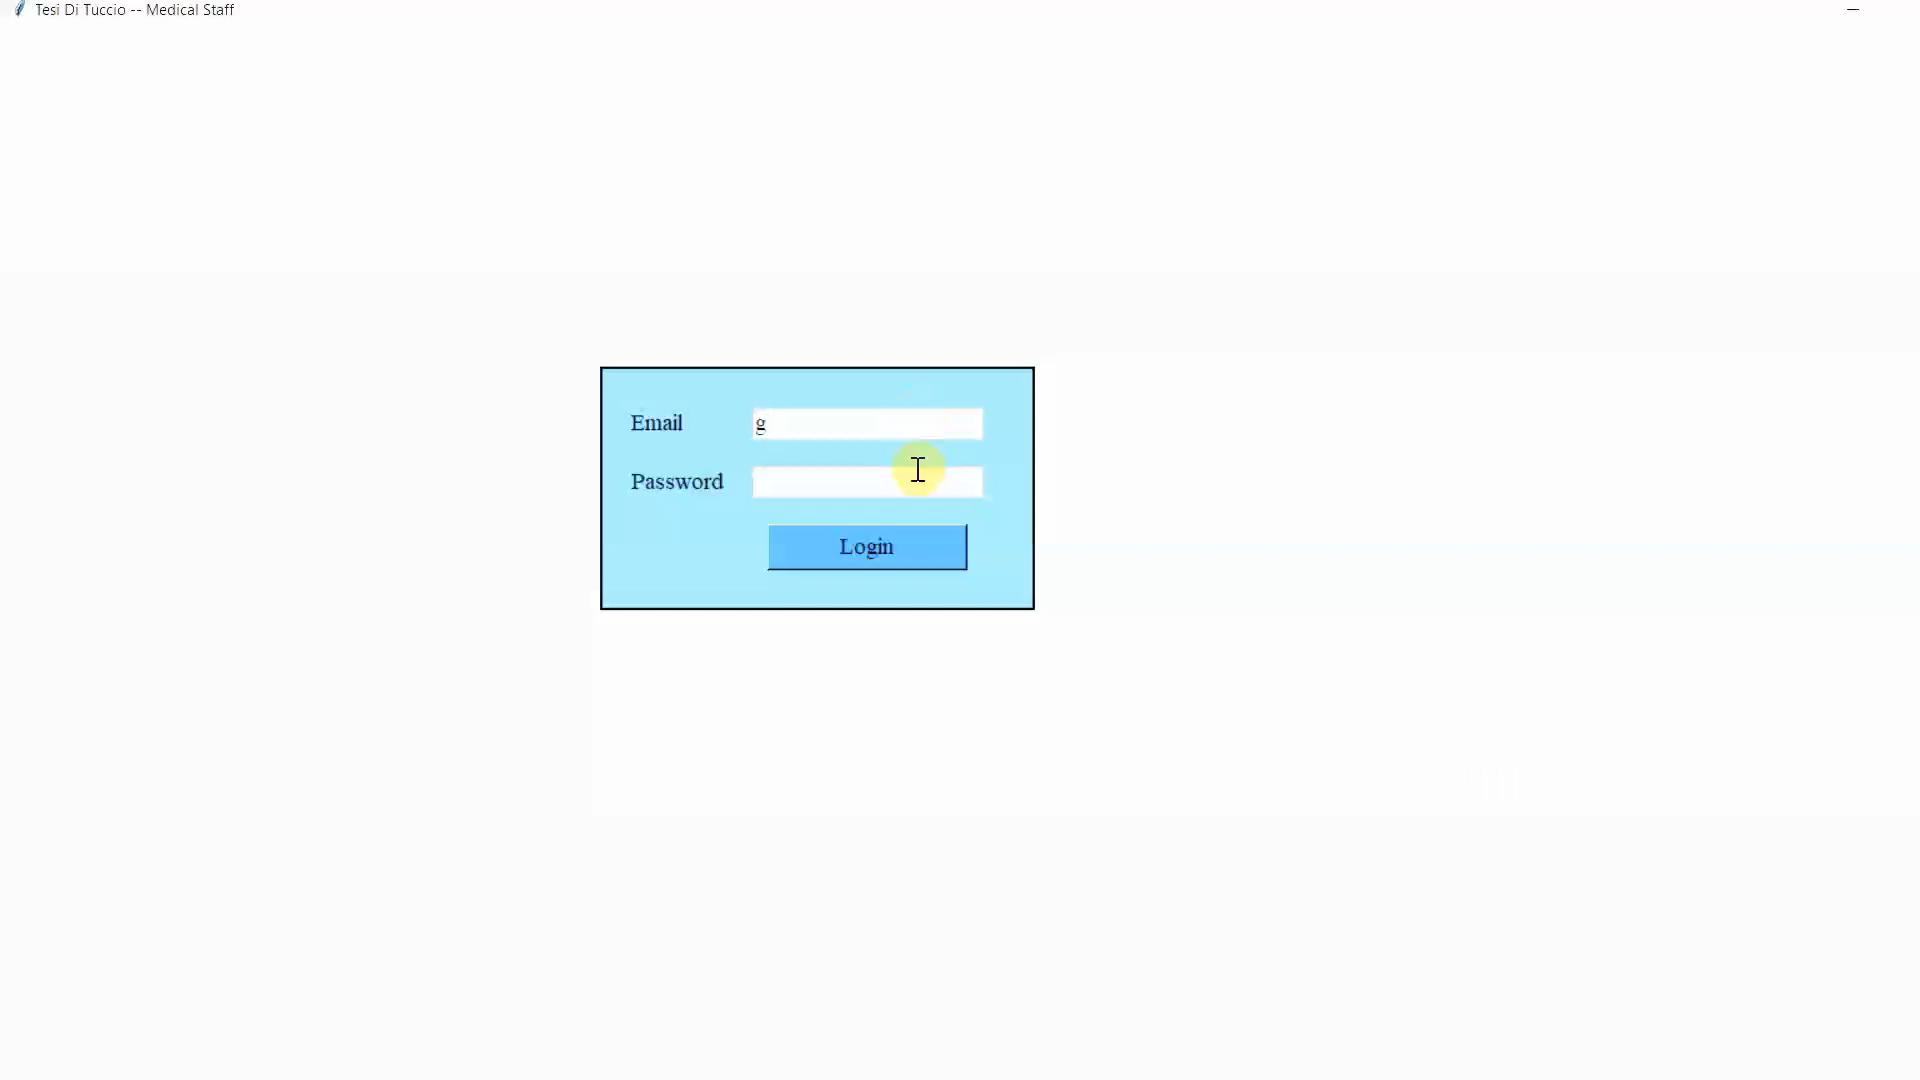 Tesi Di Tuccio -- Medical Staff
Email
g
Password
Login